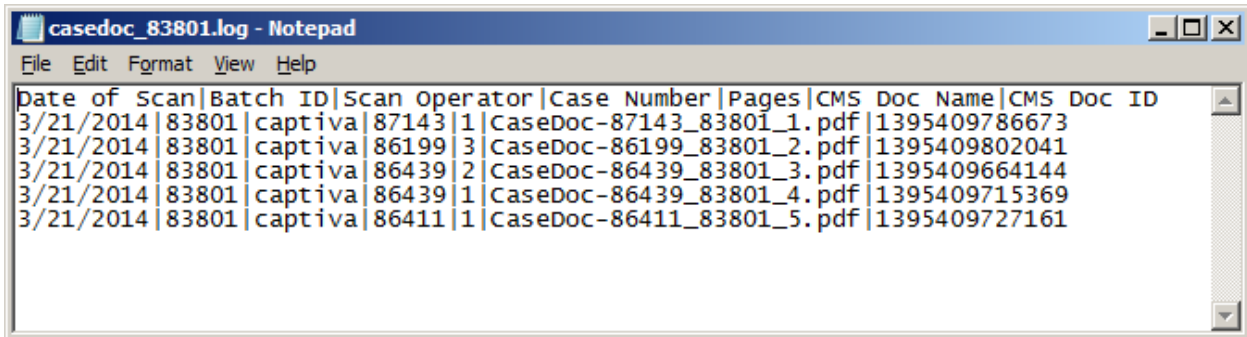 casedoc_83801.log - Notepad
File Edit Format View Help
Date of Scan|Batch ID|Scan Operator|Case Number|Pages|CMS Doc Name|CMS Doc ID
3/21/2014|83801|captiva|87143|1|CaseDoc-87143_83801_1.pdf|1395409786673
3/21/2014|83801|captiva|86199|3|CaseDoc-86199_83801_2.pdf|1395409802041
3/21/2014|83801|captiva|86439|2|CaseDoc-86439_83801_3.pdf|1395409664144
3/21/2014|83801|captiva|86439|1|CaseDoc-86439_83801_4.pdf|1395409715369
3/21/2014|83801|captiva|86411|1|CaseDoc-86411_83801_5.pdf|1395409727161